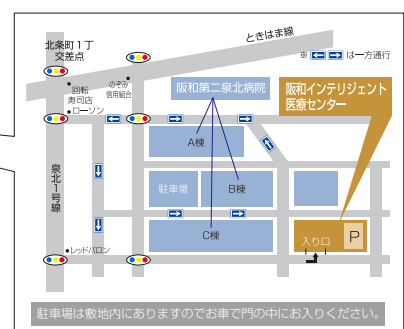 北条町1丁
交差点
ときはま線
※ は一方通行
のぞみ
信用組合
回転
寿司店
ローソン
阪和第二泉北病院
阪和インテリジェント
医療センター
A棟
泉北1号線
駐車場
B棟
C棟
入り口
P
レッドバロン
駐車場は敷地内にありますのでお車で門の中にお入りください。